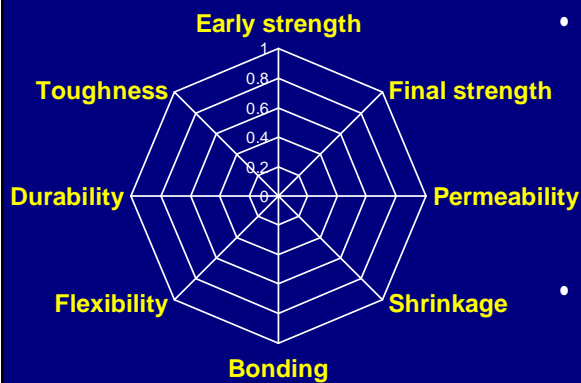 Early strength
1
Toughness
0.8
Final strength
0.6
0.4
0.2
Durability
0
Permeability
Flexibility
Shrinkage
Bonding